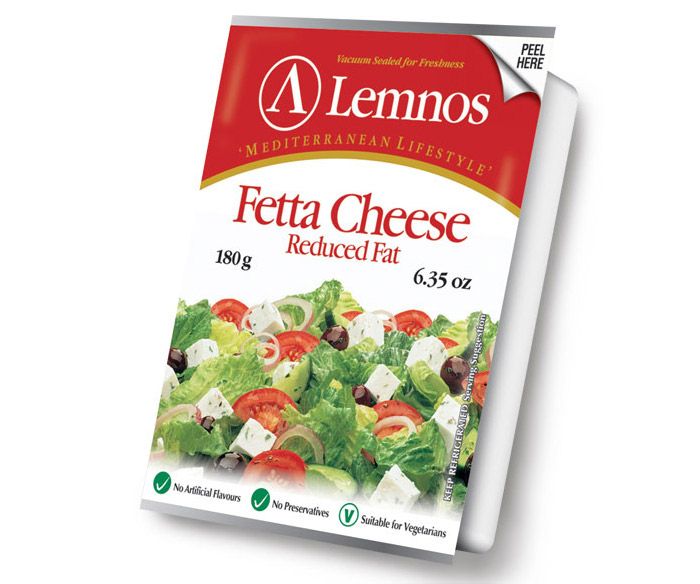 PEEL
HERE
Vacuum Sealed for Freshness
Λ Lemnos
'MEDITERRANEAN LIFESTYLE'
Fetta Cheese
Reduced Fat
180g
6.35 oz
KEEP REFRIGERATED Serving Suggestion
No Artificial Flavours
No Preservatives
V Suitable for Vegetarians